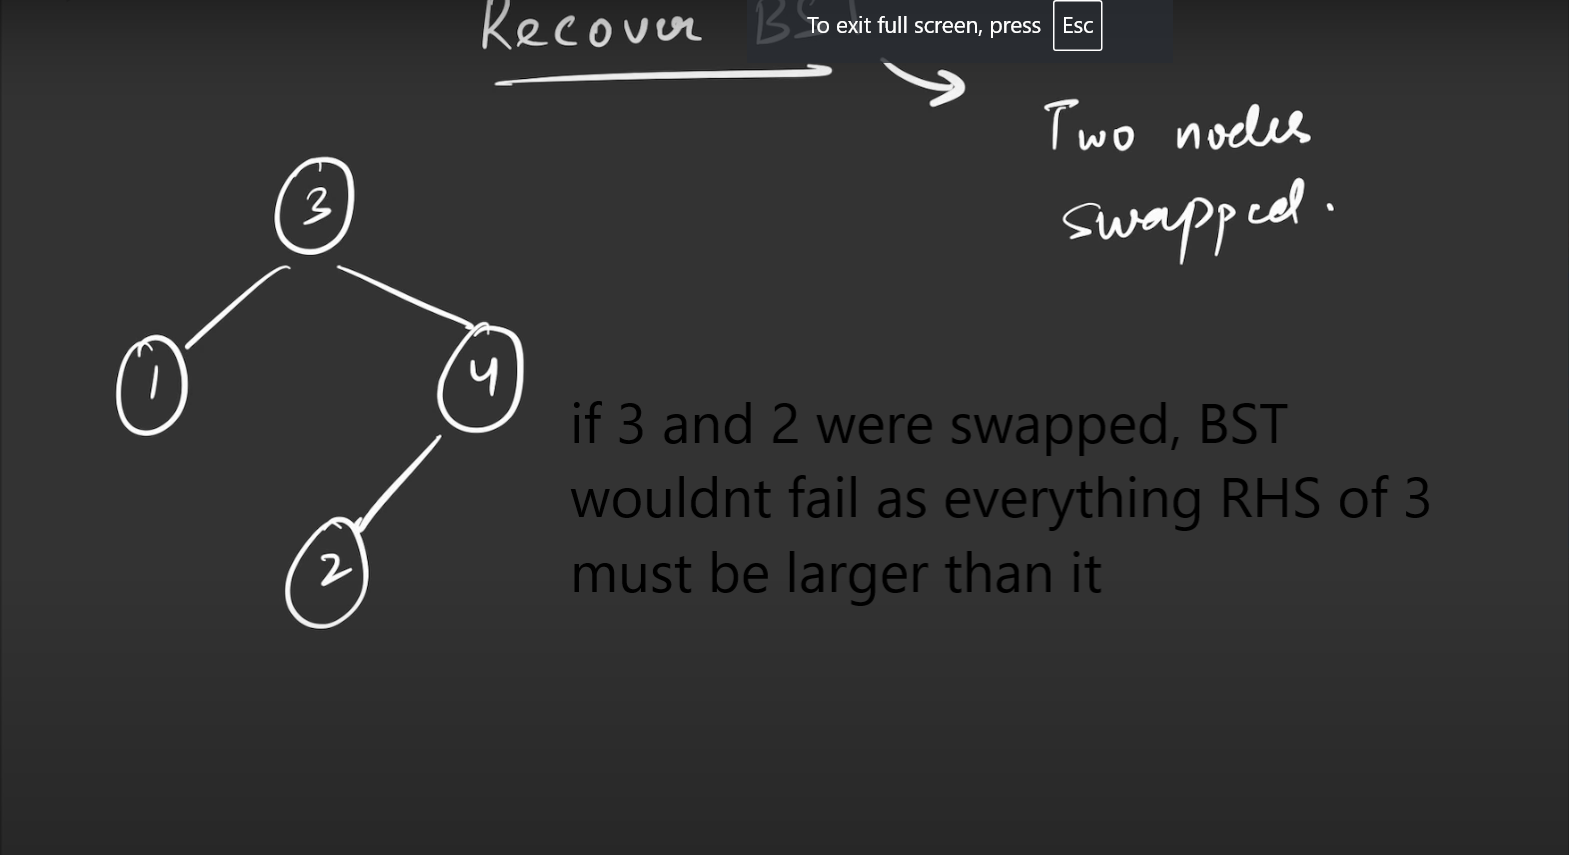 Recover BST
To exit full screen, press Esc
Two nodes
swapped.
3
1
4
if 3 and 2 were swapped, BST
wouldnt fail as everything RHS of 3
must be larger than it
2